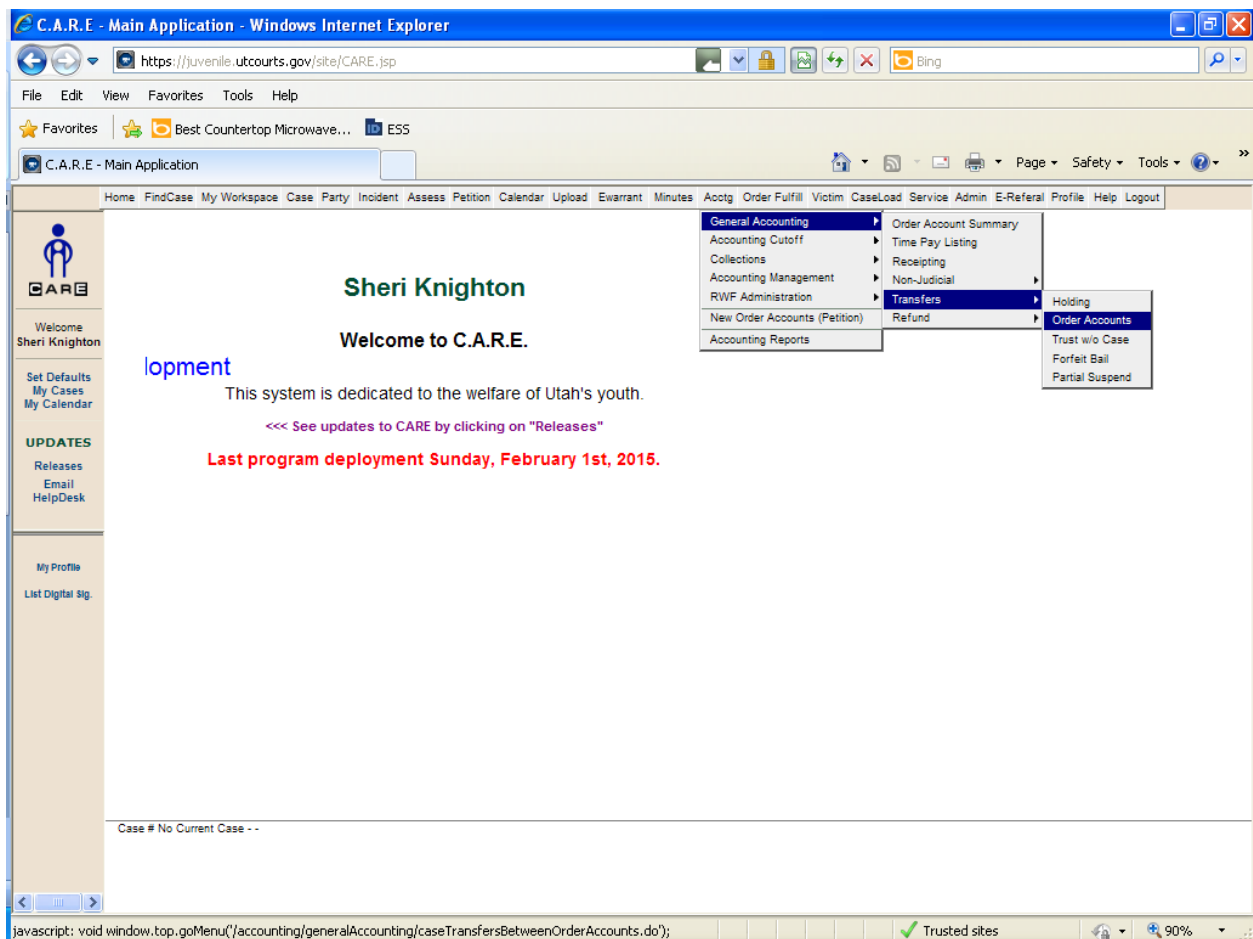 C.A.R.E - Main Application - Windows Internet Explorer
https://juvenile.utcourts.gov/site/CARE.jsp
Bing
File Edit View Favorites Tools Help
Favorites Best Countertop Microwave... ESS
C.A.R.E - Main Application Page Safety Tools »
Home FindCase My Workspace Case Party Incident Assess Petition Calendar Upload Ewarrant Minutes Acctg Order Fulfill Victim CaseLoad Service Admin E-Referal Profile Help Logout
General Accounting
Accounting Cutoff
Collections
Accounting Management
RWF Administration
New Order Accounts (Petition)
Accounting Reports
Order Account Summary
Time Pay Listing
Receipting
Non-Judicial
Transfers
Refund
Holding
Order Accounts
Trust w/o Case
Forfeit Bail
Partial Suspend
CARE
Welcome
Sheri Knighton
Set Defaults
My Cases
My Calendar
UPDATES
Releases
Email
HelpDesk
My Profile
List Digital Sig.
Sheri Knighton
Welcome to C.A.R.E.
lopment
This system is dedicated to the welfare of Utah's youth.
<<< See updates to CARE by clicking on "Releases"
Last program deployment Sunday, February 1st, 2015.
Case # No Current Case - -
javascript: void window.top.goMenu('/accounting/generalAccounting/caseTransfersBetweenOrderAccounts.do'); Trusted sites 90%